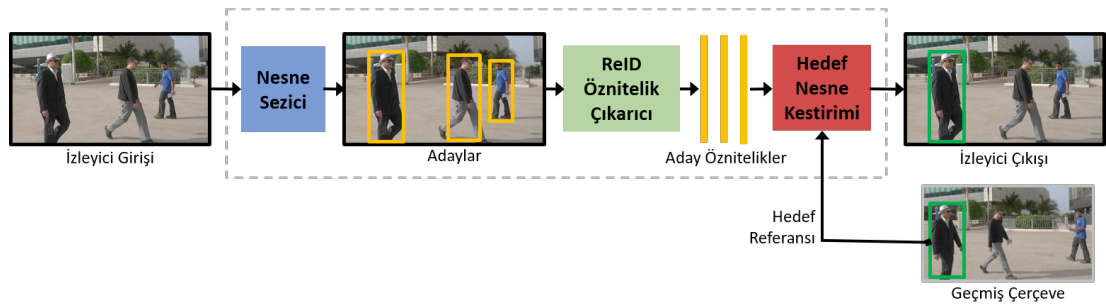 Nesne
Sezici
ReID
Öznitelik
Çıkarıcı
Hedef
Nesne
Kestirimi
İzleyici Girişi
Adaylar
Aday Öznitelikler
İzleyici Çıkışı
Hedef
Referansı
Geçmiş Çerçeve